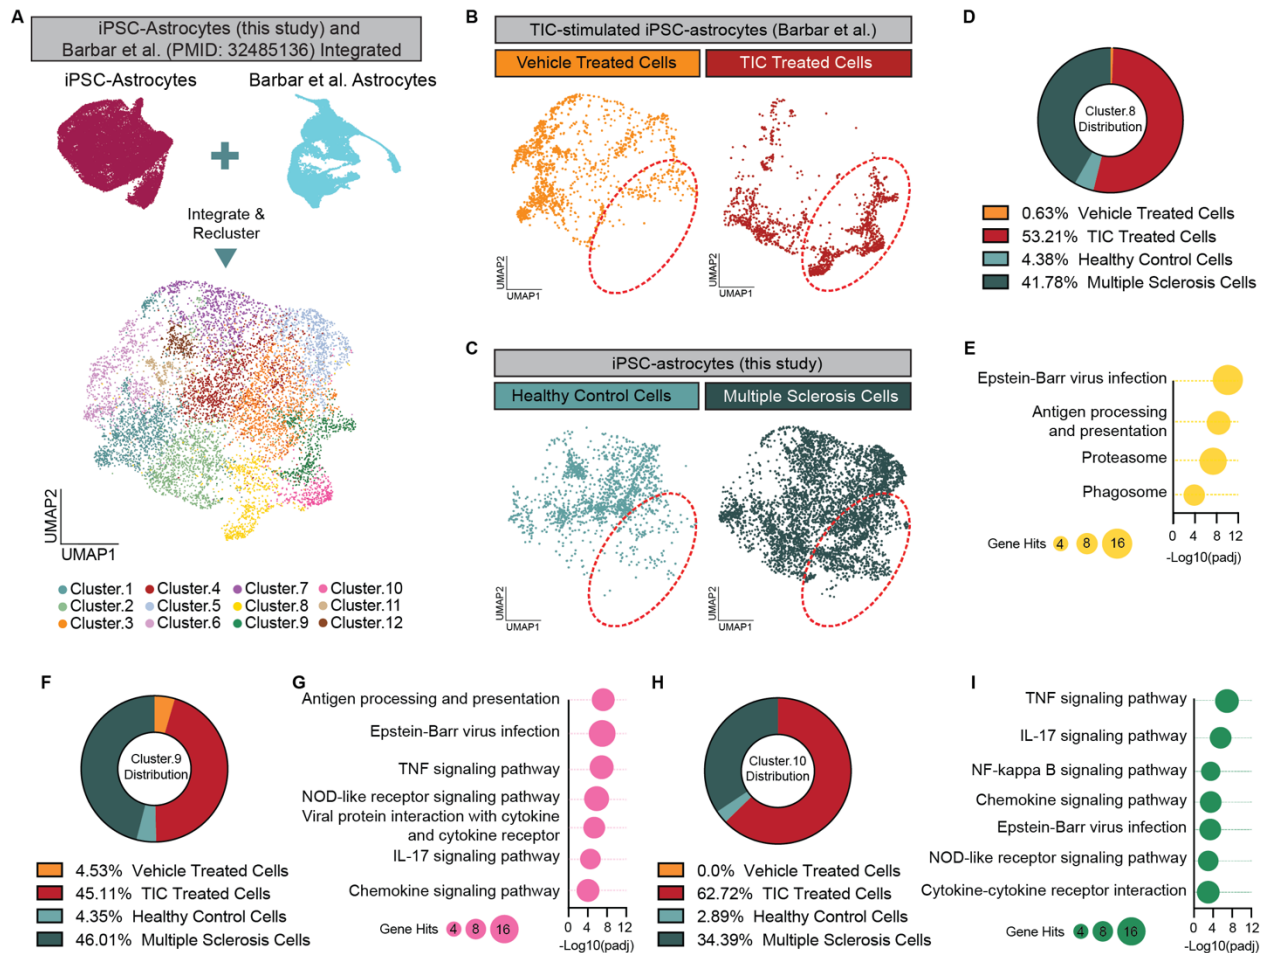 A
iPSC-Astrocytes (this study) and
Barbar et al. (PMID: 32485136) Integrated
iPSC-Astrocytes
Barbar et al. Astrocytes
Integrate &
Recluster
UMAP2
UMAP1
Cluster.1
Cluster.4
Cluster.7
Cluster.10
Cluster.2
Cluster.5
Cluster.8
Cluster.11
Cluster.3
Cluster.6
Cluster.9
Cluster.12
B
TIC-stimulated iPSC-astrocytes (Barbar et al.)
Vehicle Treated Cells
TIC Treated Cells
UMAP2
UMAP1
UMAP2
UMAP1
C
iPSC-astrocytes (this study)
Healthy Control Cells
Multiple Sclerosis Cells
UMAP2
UMAP1
UMAP2
UMAP1
D
Cluster.8
Distribution
0.63% Vehicle Treated Cells
53.21% TIC Treated Cells
4.38% Healthy Control Cells
41.78% Multiple Sclerosis Cells
E
Epstein-Barr virus infection
Antigen processing
and presentation
Proteasome
Phagosome
Gene Hits 4 8 16
0 4 8 12
-Log10(padj)
F
Cluster.9
Distribution
4.53% Vehicle Treated Cells
45.11% TIC Treated Cells
4.35% Healthy Control Cells
46.01% Multiple Sclerosis Cells
G
Antigen processing and presentation
Epstein-Barr virus infection
TNF signaling pathway
NOD-like receptor signaling pathway
Viral protein interaction with cytokine
and cytokine receptor
IL-17 signaling pathway
Chemokine signaling pathway
Gene Hits 4 8 16
0 4 8 12
-Log10(padj)
H
Cluster.10
Distribution
0.0% Vehicle Treated Cells
62.72% TIC Treated Cells
2.89% Healthy Control Cells
34.39% Multiple Sclerosis Cells
I
TNF signaling pathway
IL-17 signaling pathway
NF-kappa B signaling pathway
Chemokine signaling pathway
Epstein-Barr virus infection
NOD-like receptor signaling pathway
Cytokine-cytokine receptor interaction
Gene Hits 4 8 16
0 4 8 12
-Log10(padj)